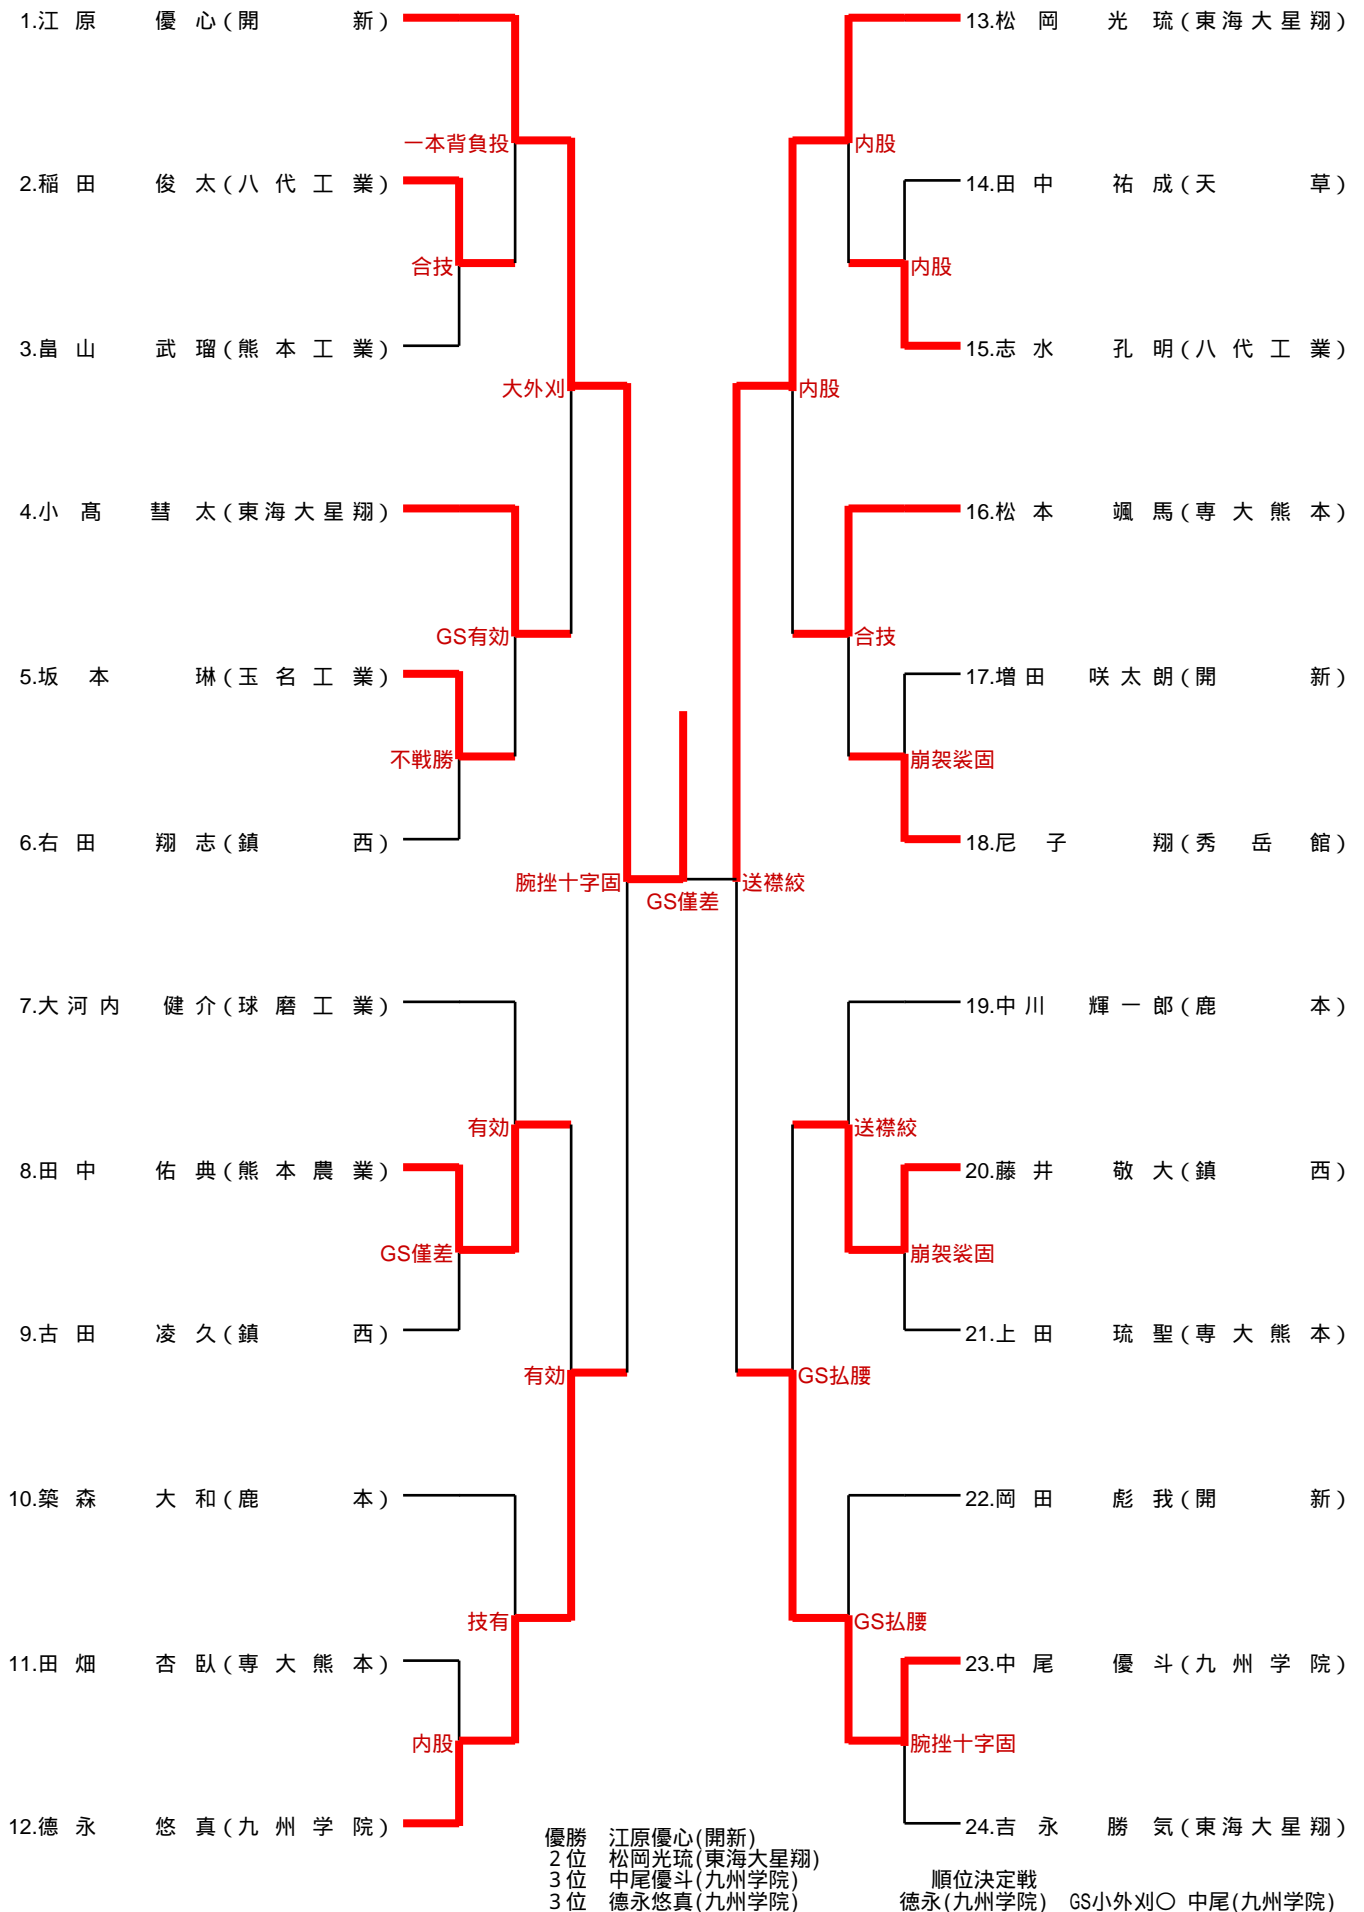 1.江原 優心(開新)
13.松岡 光琉(東海大星翔)
一本背負投
内股
2.稲田 俊太(八代工業)
14.田中 祐成(天草)
合技
内股
3.畠山 武瑠(熊本工業)
15.志水 孔明(八代工業)
大外刈
内股
4.小髙 彗太(東海大星翔)
16.松本 颯馬(専大熊本)
GS有効
合技
5.坂本 琳(玉名工業)
17.増田 咲太朗(開新)
不戦勝
崩袈裟固
6.右田 翔志(鎮西)
18.尼子 翔(秀岳館)
腕挫十字固
GS僅差
送襟絞
7.大河内 健介(球磨工業)
19.中川 輝一郎(鹿本)
有効
送襟絞
8.田中 佑典(熊本農業)
20.藤井 敬大(鎮西)
GS僅差
崩袈裟固
9.古田 凌久(鎮西)
21.上田 琉聖(専大熊本)
有効
GS払腰
10.築森 大和(鹿本)
22.岡田 彪我(開新)
技有
GS払腰
11.田畑 杏臥(専大熊本)
23.中尾 優斗(九州学院)
内股
腕挫十字固
12.德永 悠真(九州学院)
24.吉永 勝気(東海大星翔)
優勝 江原優心(開新)
2位 松岡光琉(東海大星翔)
3位 中尾優斗(九州学院)
3位 德永悠真(九州学院)
順位決定戦
徳永(九州学院) GS小外刈〇 中尾(九州学院)